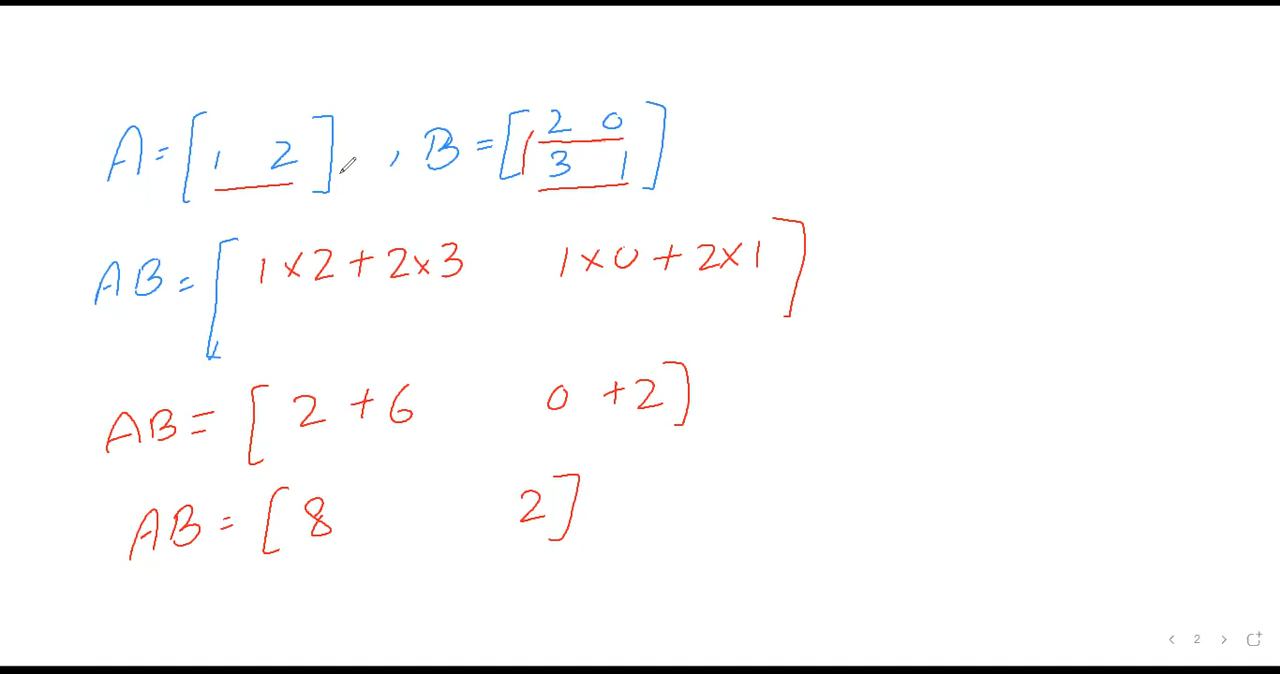 A = [ 1 2 ] , B = [ 2 0
3 1 ]
AB = [ 1 × 2 + 2 × 3 1 × 0 + 2 × 1 ]
AB = [ 2 + 6 0 + 2 ]
AB = [ 8 2 ]
< 2 >